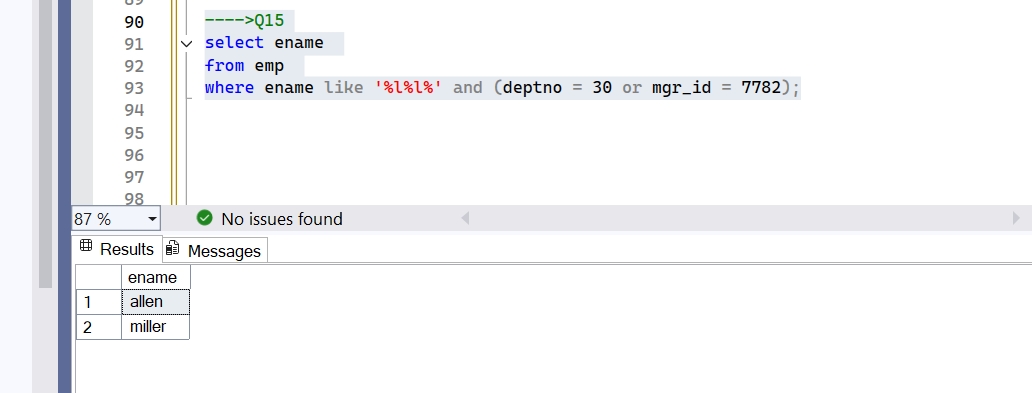 89
90 ---->Q15
91 select ename
92 from emp
93 where ename like '%l%l%' and (deptno = 30 or mgr_id = 7782);
94
95
96
97
98
87 % No issues found
Results Messages
ename
1 allen
2 miller